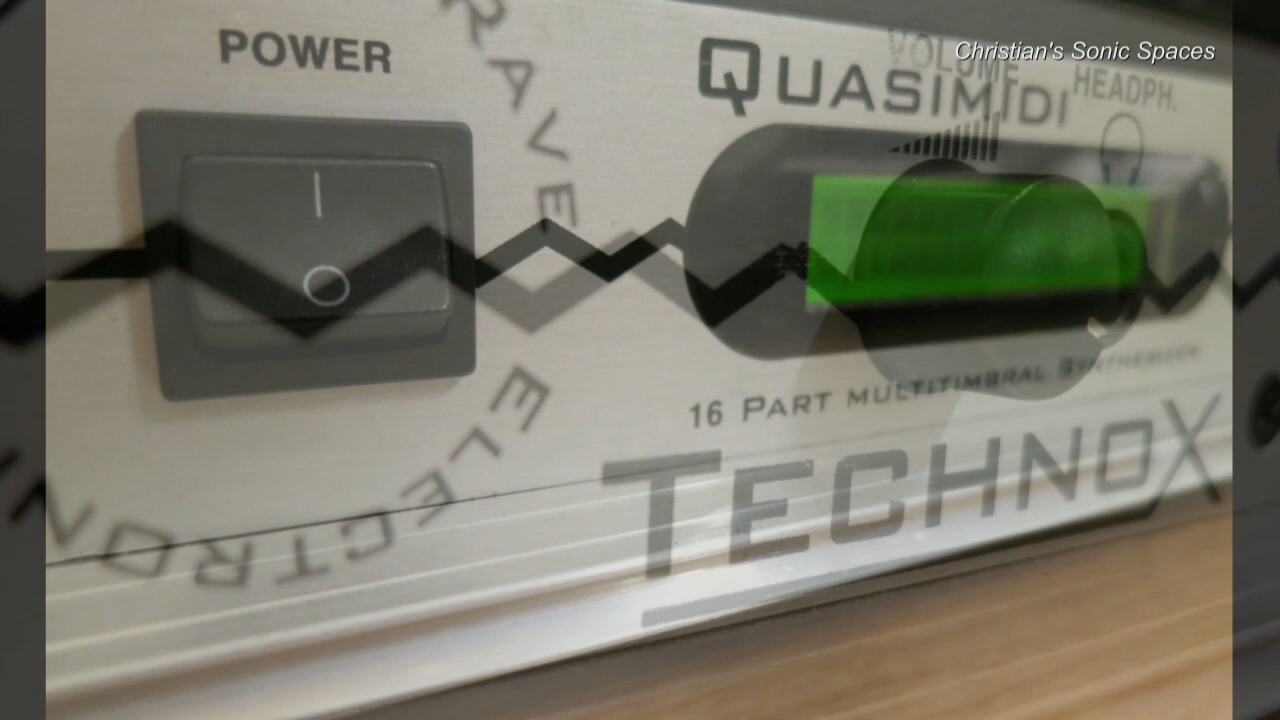 Christian's Sonic Spaces
POWER
QUASIMIDI
VOLUME
HEADPH.
RAVE
16 PART MULTITIMBRAL SYNTHESIZER
TECHNOX
ELECTRON